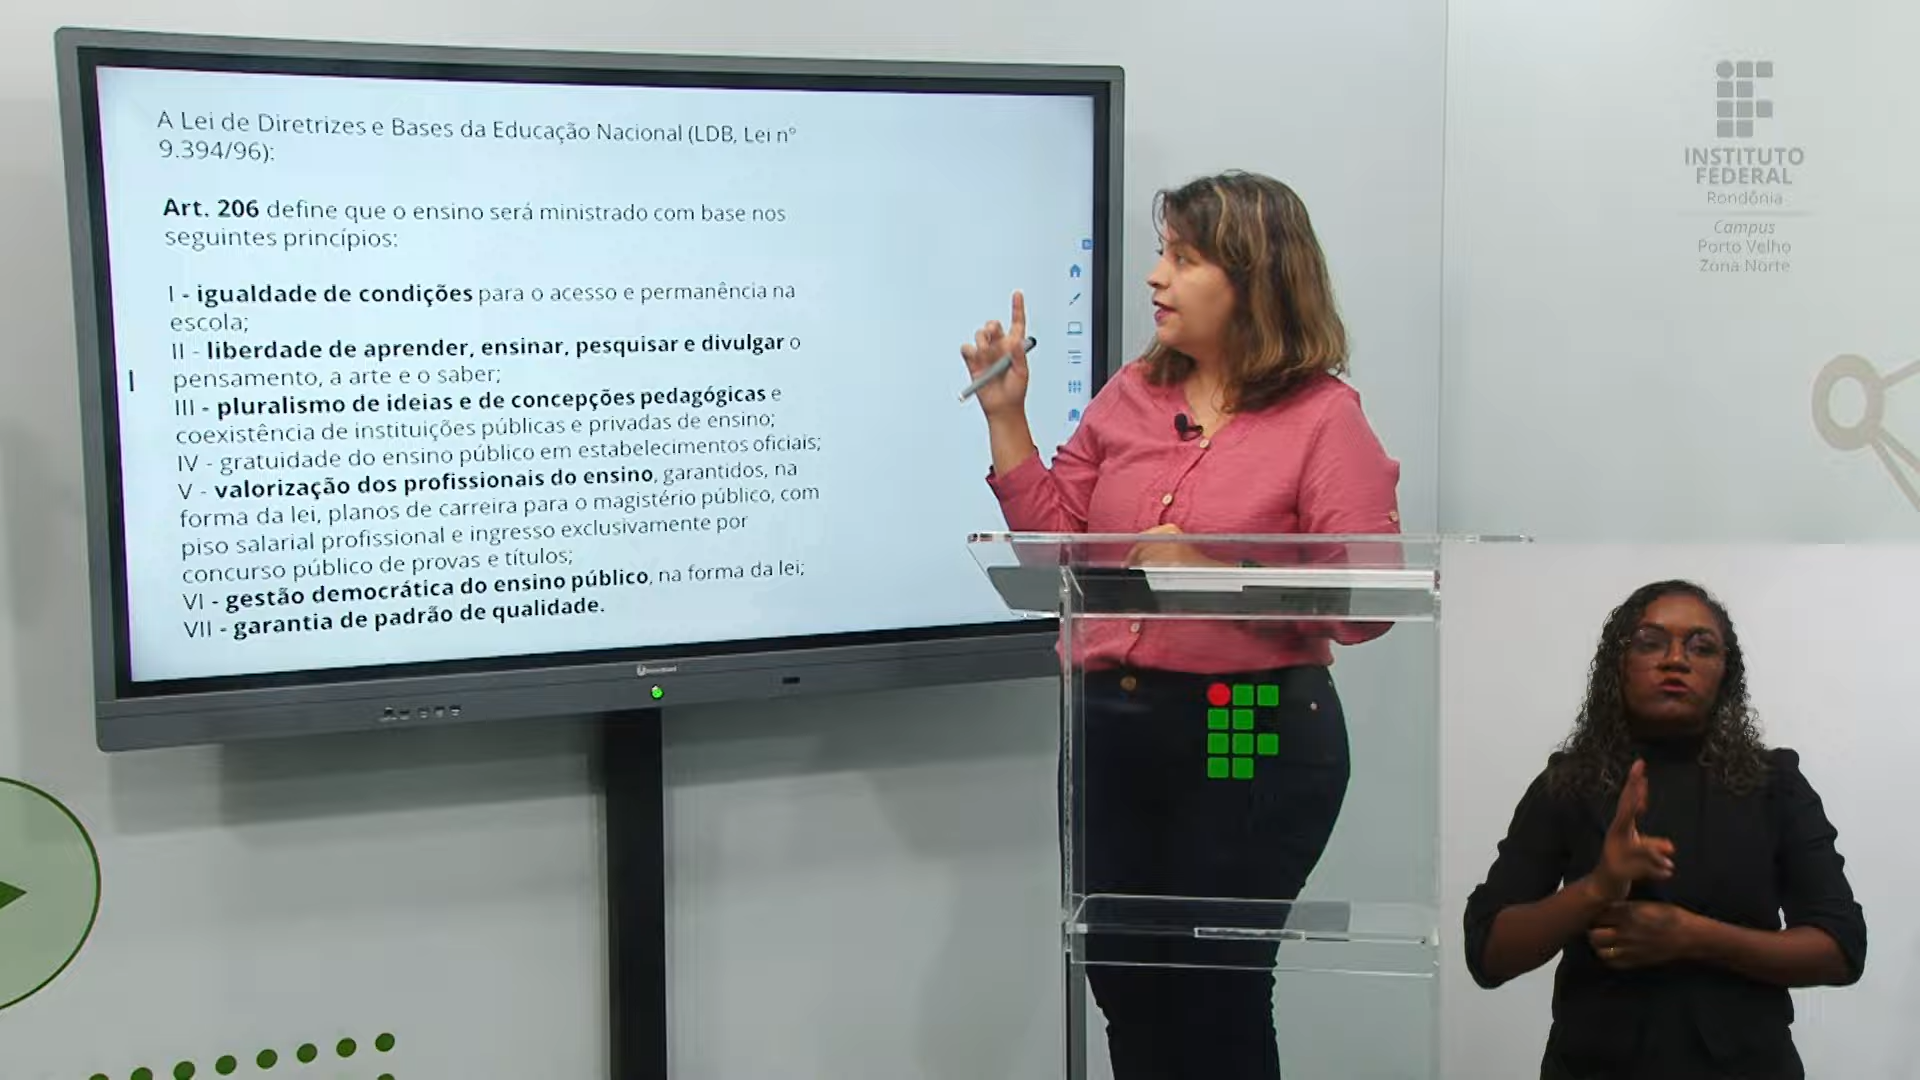 A Lei de Diretrizes e Bases da Educação Nacional (LDB, Lei nº
9.394/96):
Art. 206 define que o ensino será ministrado com base nos
seguintes princípios:
I - igualdade de condições para o acesso e permanência na
escola;
II - liberdade de aprender, ensinar, pesquisar e divulgar o
pensamento, a arte e o saber;
III - pluralismo de ideias e de concepções pedagógicas e
coexistência de instituições públicas e privadas de ensino;
IV - gratuidade do ensino público em estabelecimentos oficiais;
V - valorização dos profissionais do ensino, garantidos, na
forma da lei, planos de carreira para o magistério público, com
piso salarial profissional e ingresso exclusivamente por
concurso público de provas e títulos;
VI - gestão democrática do ensino público, na forma da lei;
VII - garantia de padrão de qualidade.
INSTITUTO
FEDERAL
Rondônia
Campus
Porto Velho
Zona Norte